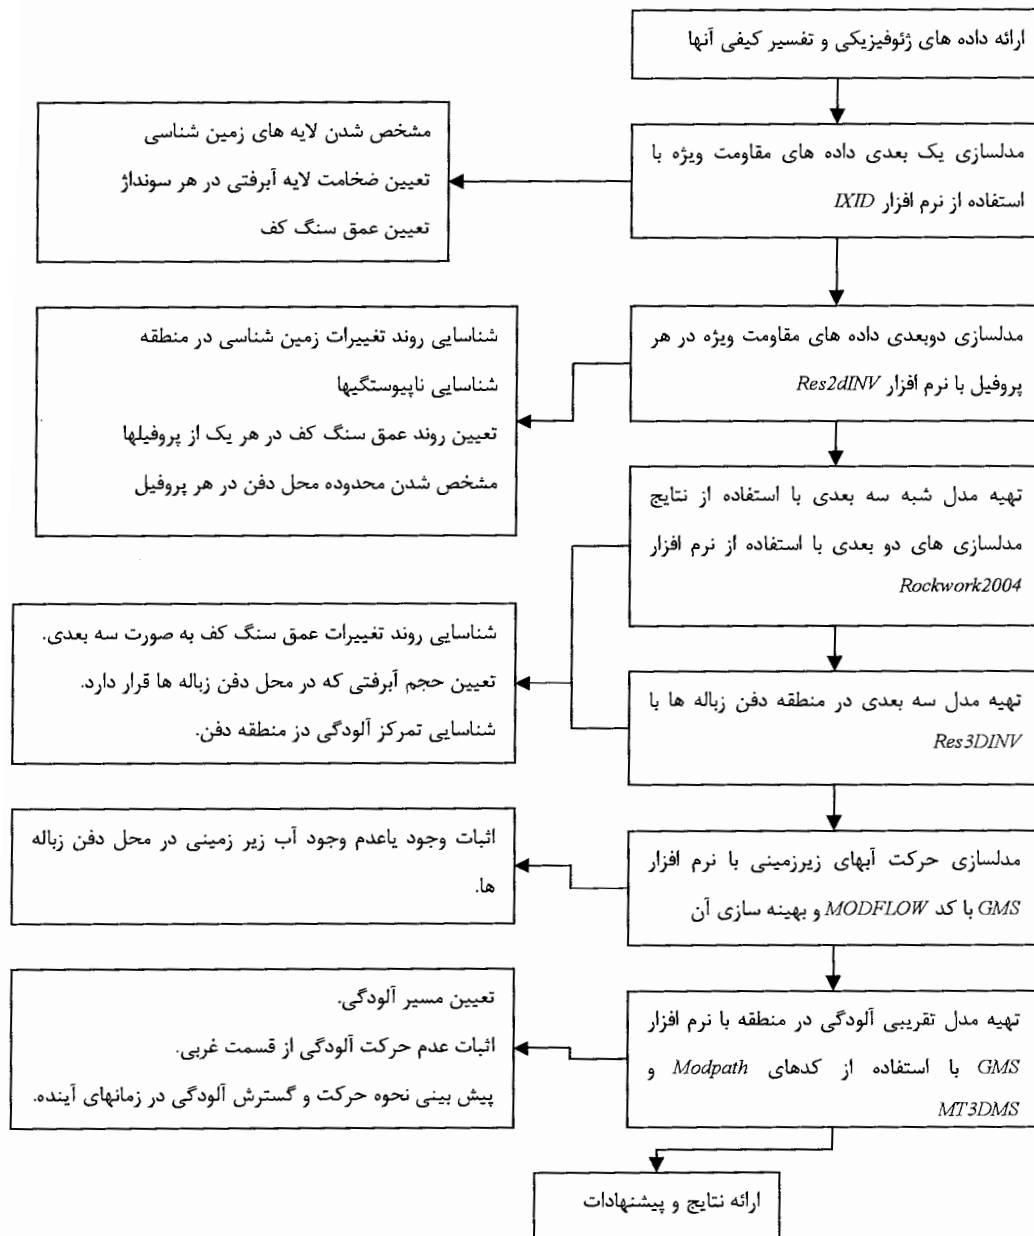 ارائه داده های ژئوفیزیکی و تفسیر کیفی آنها
مدلسازی یک بعدی داده های مقاومت ویژه با
استفاده از نرم افزار IXID
مشخص شدن لایه های زمین شناسی
تعیین ضخامت لایه آبرفتی در هر سونداژ
تعیین عمق سنگ کف
مدلسازی دوبعدی داده های مقاومت ویژه در هر
پروفیل با نرم افزار Res2dINV
شناسایی روند تغییرات زمین شناسی در منطقه
شناسایی ناپیوستگیها
تعیین روند عمق سنگ کف در هر یک از پروفیلها
مشخص شدن محدوده محل دفن در هر پروفیل
تهیه مدل شبه سه بعدی با استفاده از نتایج
مدلسازی های دو بعدی با استفاده از نرم افزار
Rockwork2004
تهیه مدل سه بعدی در منطقه دفن زباله ها با
Res3DINV
شناسایی روند تغییرات عمق سنگ کف به صورت سه بعدی.
تعیین حجم آبرفتی که در محل دفن زباله ها قرار دارد.
شناسایی تمرکز آلودگی دز منطقه دفن.
مدلسازی حرکت آبهای زیرزمینی با نرم افزار
GMS با کد MODFLOW و بهینه سازی آن
اثبات وجود یاعدم وجود آب زیر زمینی در محل دفن زباله
ها.
تهیه مدل تقریبی آلودگی در منطقه با نرم افزار
GMS با استفاده از کدهای Modpath و
MT3DMS
تعیین مسیر آلودگی.
اثبات عدم حرکت آلودگی از قسمت غربی.
پیش بینی نحوه حرکت و گسترش آلودگی در زمانهای آینده.
ارائه نتایج و پیشنهادات